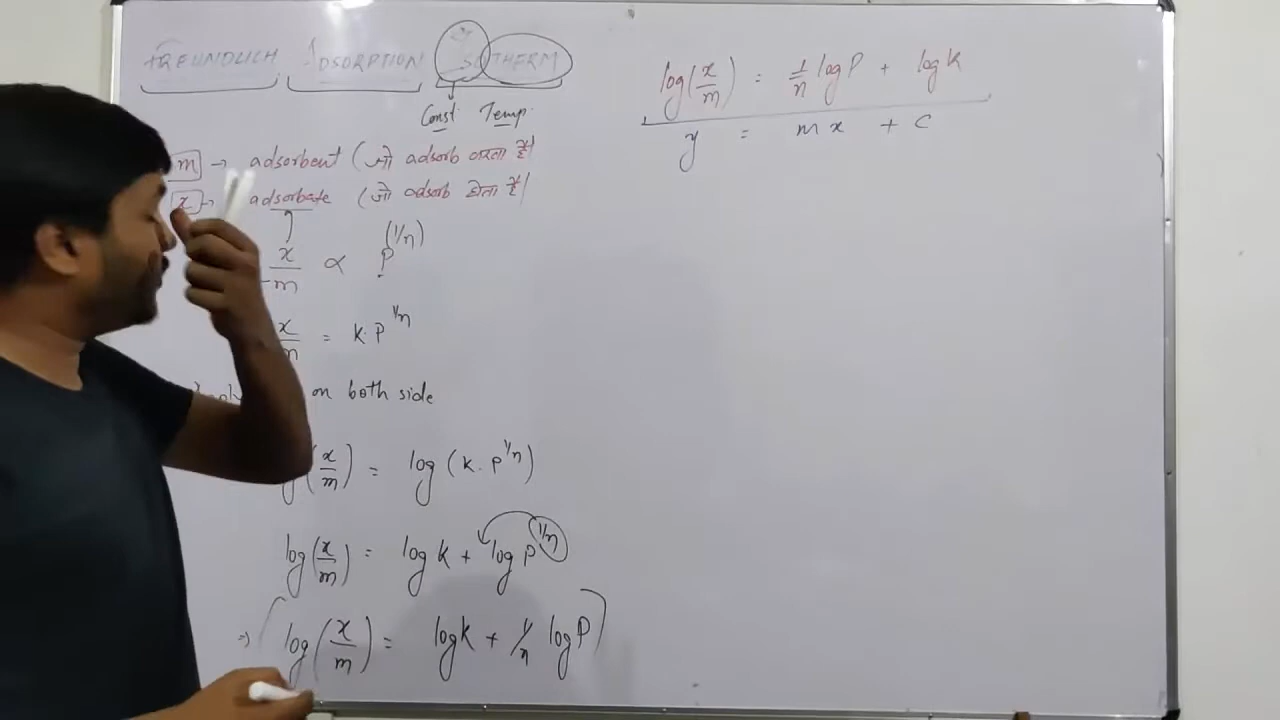 FREUNDLICH ADSORPTION ISOTHERM
Const Temp.
m → adsorbent (जो adsorb करता है)
x → adsorbate (जो adsorb होता है)
x/m ∝ P^(1/n)
x/m = k.P^1/n
on both side
(x/m) = log(k.P^1/n)
log(x/m) = log k + log P^1/n
⇒ log(x/m) = log k + 1/n log P
log(x/m) = 1/n log P + log k
y = mx + c